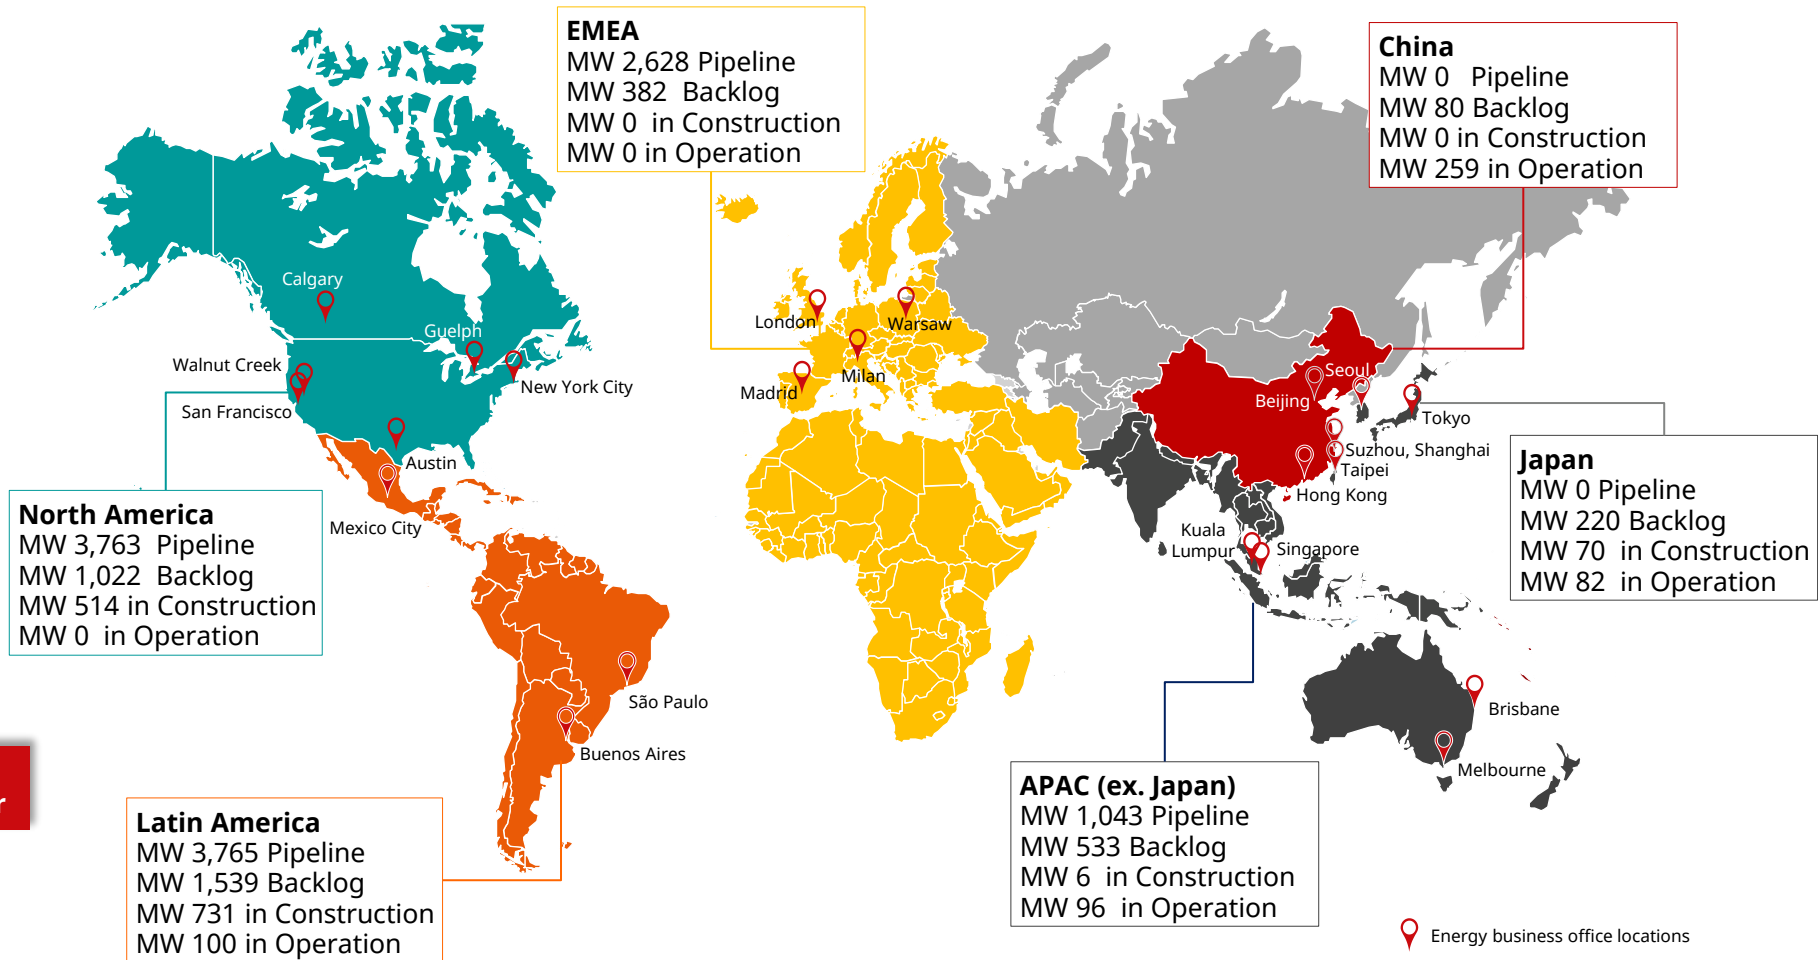 EMEA
MW 2,628 Pipeline
MW 382 Backlog
MW 0 in Construction
MW 0 in Operation
China
MW 0 Pipeline
MW 80 Backlog
MW 0 in Construction
MW 259 in Operation
Calgary
Guelph
Walnut Creek
New York City
San Francisco
Austin
Mexico City
London
Warsaw
Milan
Madrid
Seoul
Beijing
Tokyo
Suzhou, Shanghai
Taipei
Hong Kong
Kuala
Lumpur
Singapore
North America
MW 3,763 Pipeline
MW 1,022 Backlog
MW 514 in Construction
MW 0 in Operation
Japan
MW 0 Pipeline
MW 220 Backlog
MW 70 in Construction
MW 82 in Operation
São Paulo
Buenos Aires
Brisbane
Melbourne
Latin America
MW 3,765 Pipeline
MW 1,539 Backlog
MW 731 in Construction
MW 100 in Operation
APAC (ex. Japan)
MW 1,043 Pipeline
MW 533 Backlog
MW 6 in Construction
MW 96 in Operation
Energy business office locations